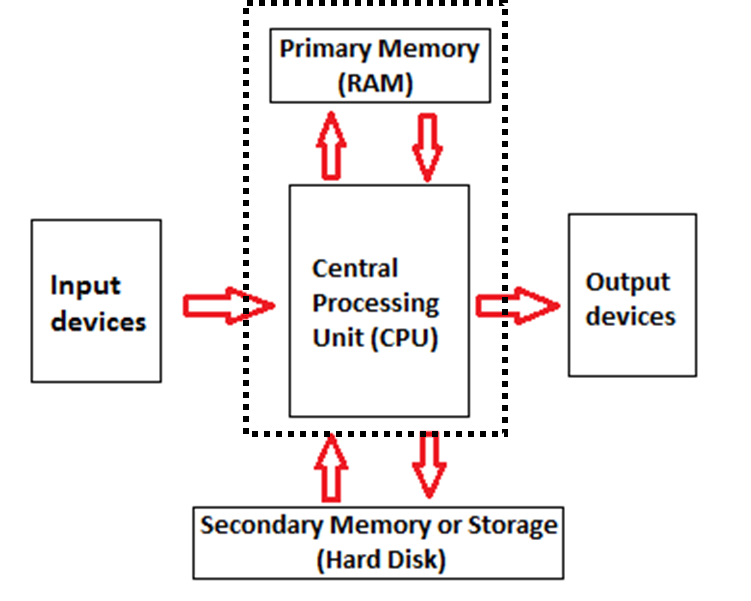 Primary Memory
(RAM)
Input
devices
Central
Processing
Unit (CPU)
Output
devices
Secondary Memory or Storage
(Hard Disk)